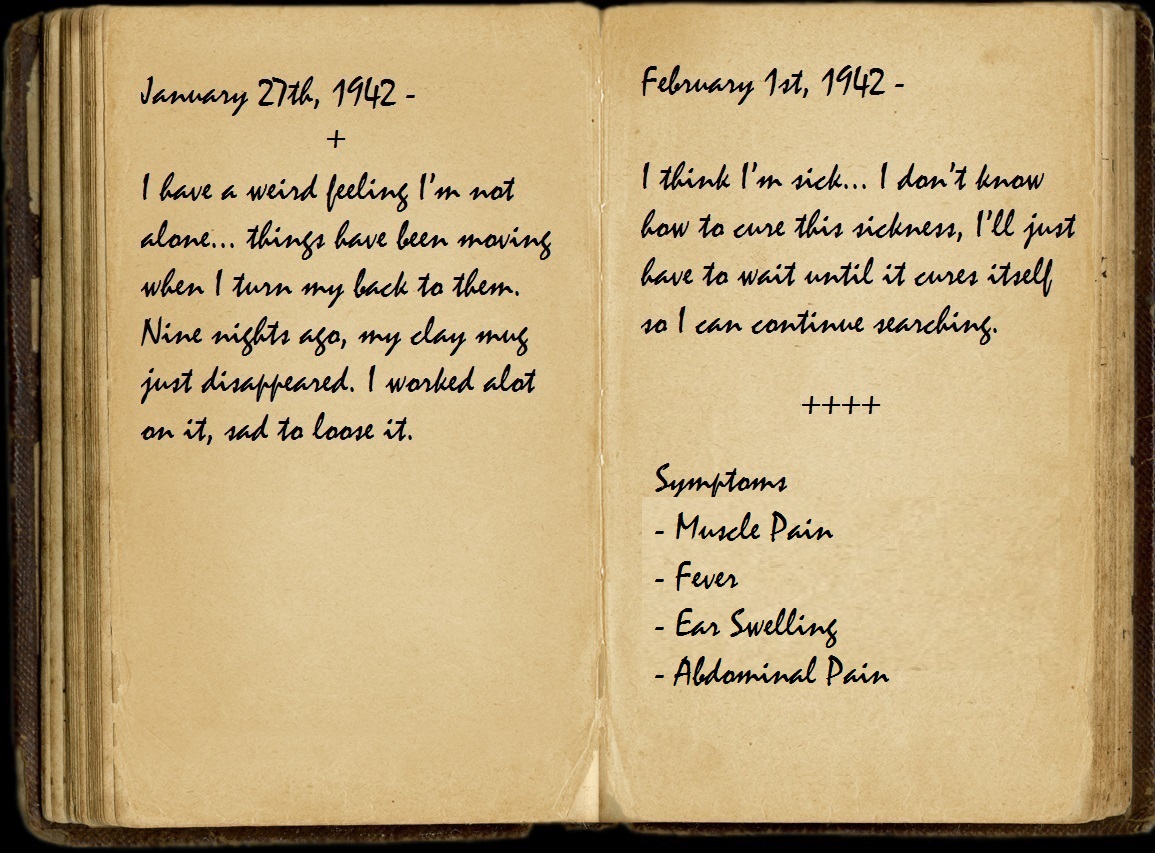 January 27th, 1942 -
+
I have a weird feeling I'm not
alone... things have been moving
when I turn my back to them.
Nine nights ago, my clay mug
just disappeared. I worked alot
on it, sad to loose it.
February 1st, 1942 -
I think I'm sick... I don't know
how to cure this sickness, I'll just
have to wait until it cures itself
so I can continue searching.
++++
Symptoms
- Muscle Pain
- Fever
- Ear Swelling
- Abdominal Pain